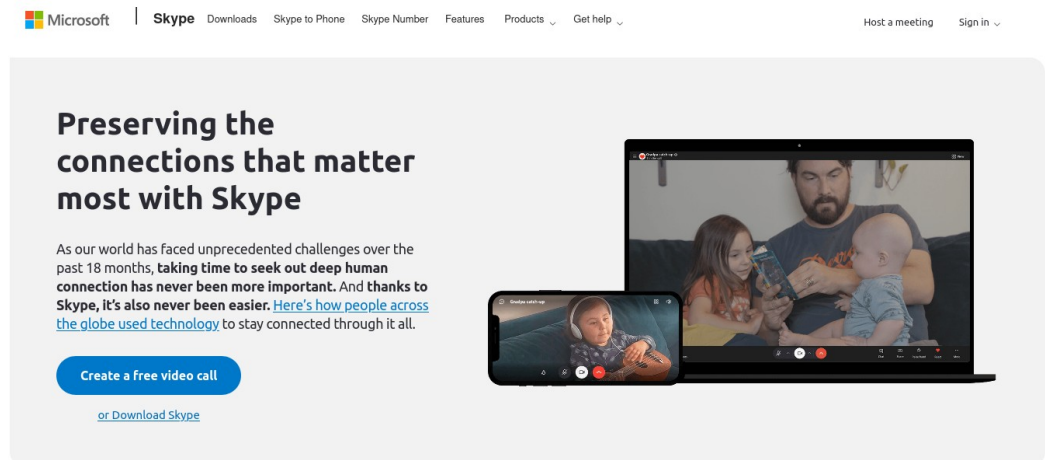 Microsoft Skype Downloads Skype to Phone Skype Number Features Products Get help Host a meeting Sign in
Preserving the
connections that matter
most with Skype
As our world has faced unprecedented challenges over the
past 18 months, taking time to seek out deep human
connection has never been more important. And thanks to
Skype, it's also never been easier. Here's how people across
the globe used technology to stay connected through it all.
Create a free video call
or Download Skype
Grandpa catch-up